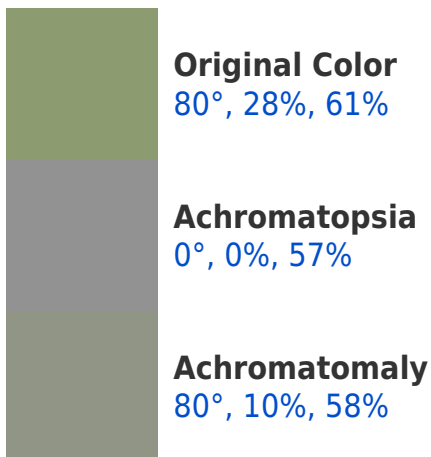 Original Color
80°, 28%, 61%
Achromatopsia
0°, 0%, 57%
Achromatomaly
80°, 10%, 58%